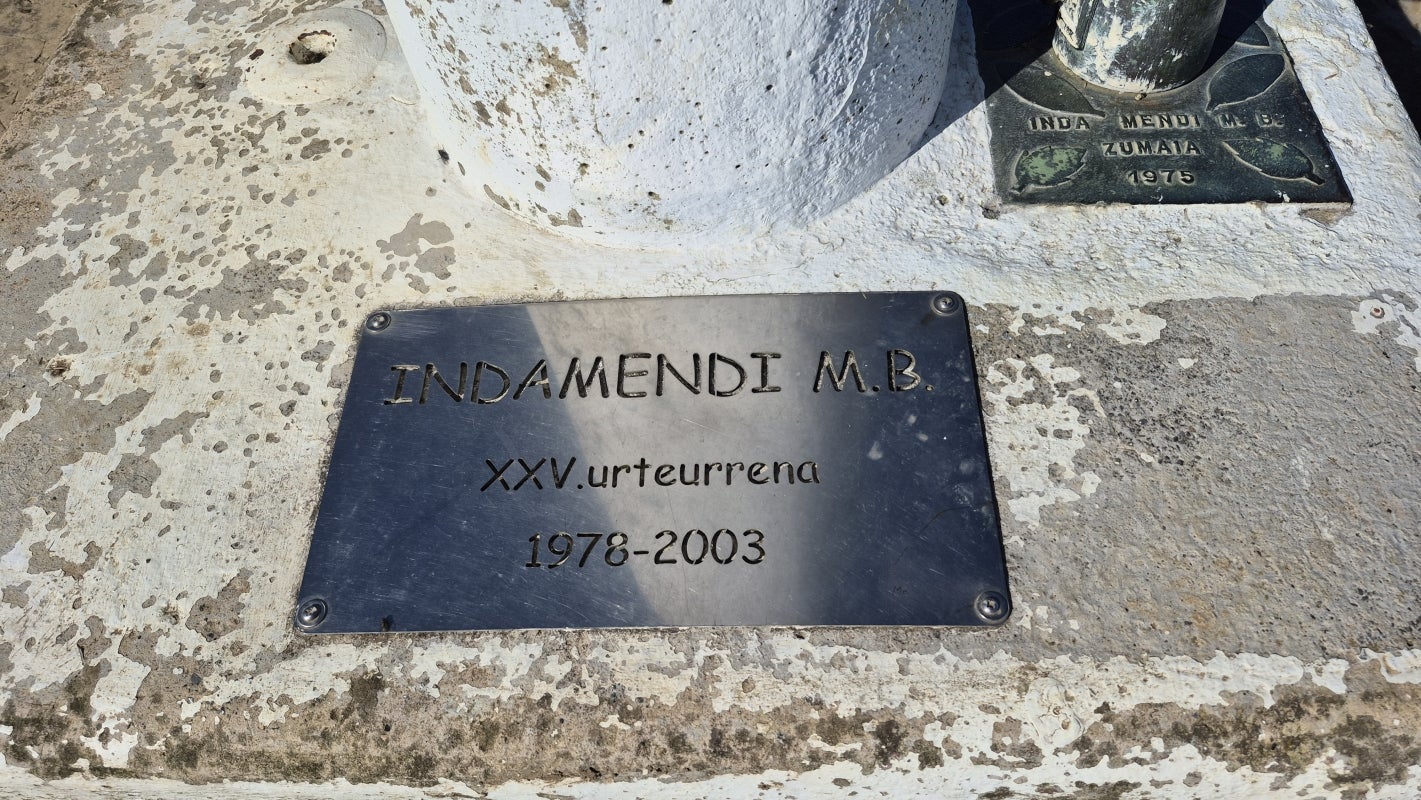 INDA MENDI M. B.
ZUMAIA
1975
INDAMENDI M.B.
XXV.urteurrena
1978-2003